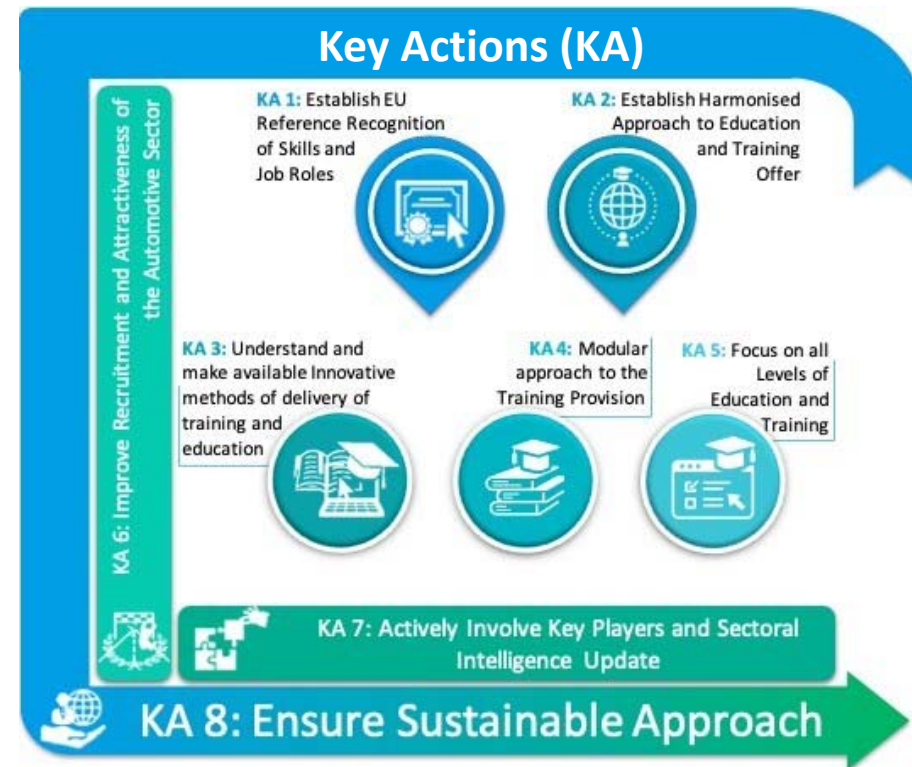 Key Actions (KA)
KA 1: Establish EU
Reference Recognition
of Skills and
Job Roles
KA 2: Establish Harmonised
Approach to Education
and Training
Offer
KA 3: Understand and
make available Innovative
methods of delivery of
training and
education
KA 4: Modular
approach to the
Training Provision
KA 5: Focus on all
Levels of
Education and
Training
KA 6: Improve Recruitment and Attractiveness of
the Automotive Sector
KA 7: Actively Involve Key Players and Sectoral
Intelligence Update
KA 8: Ensure Sustainable Approach